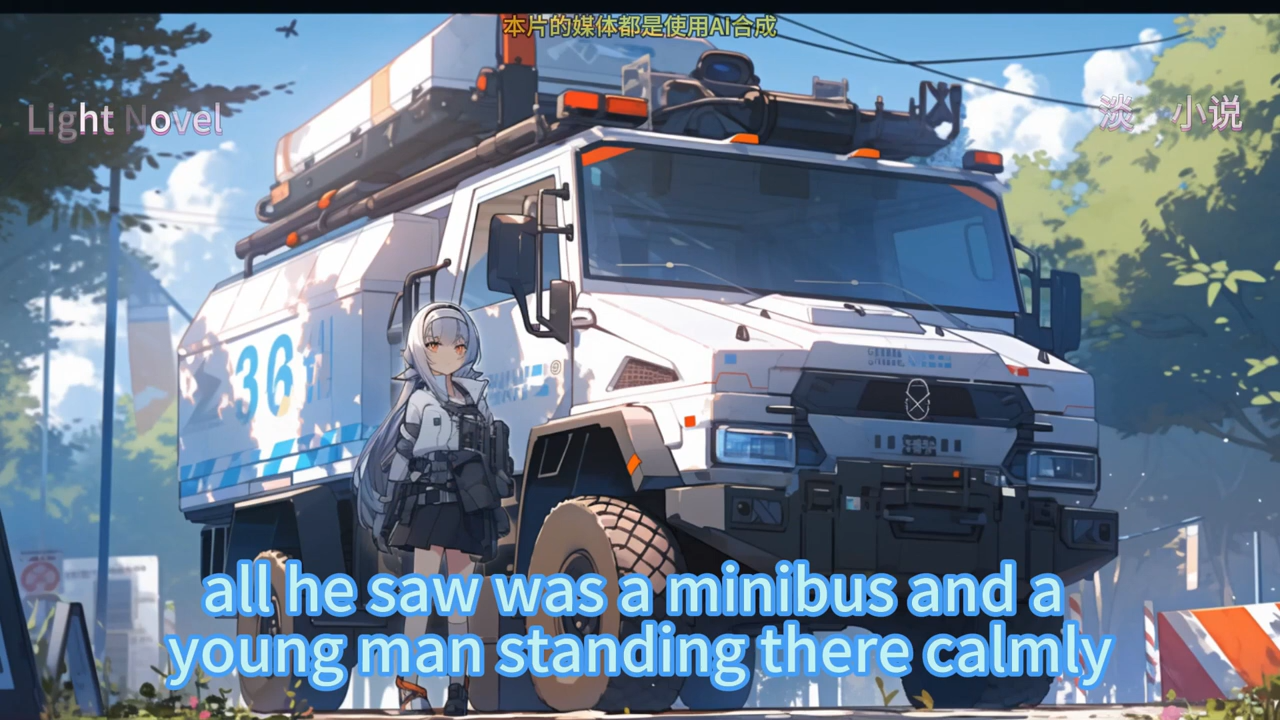 本片的媒体都是使用AI合成
Light Novel
淡 小说
36
all he saw was a minibus and a
young man standing there calmly